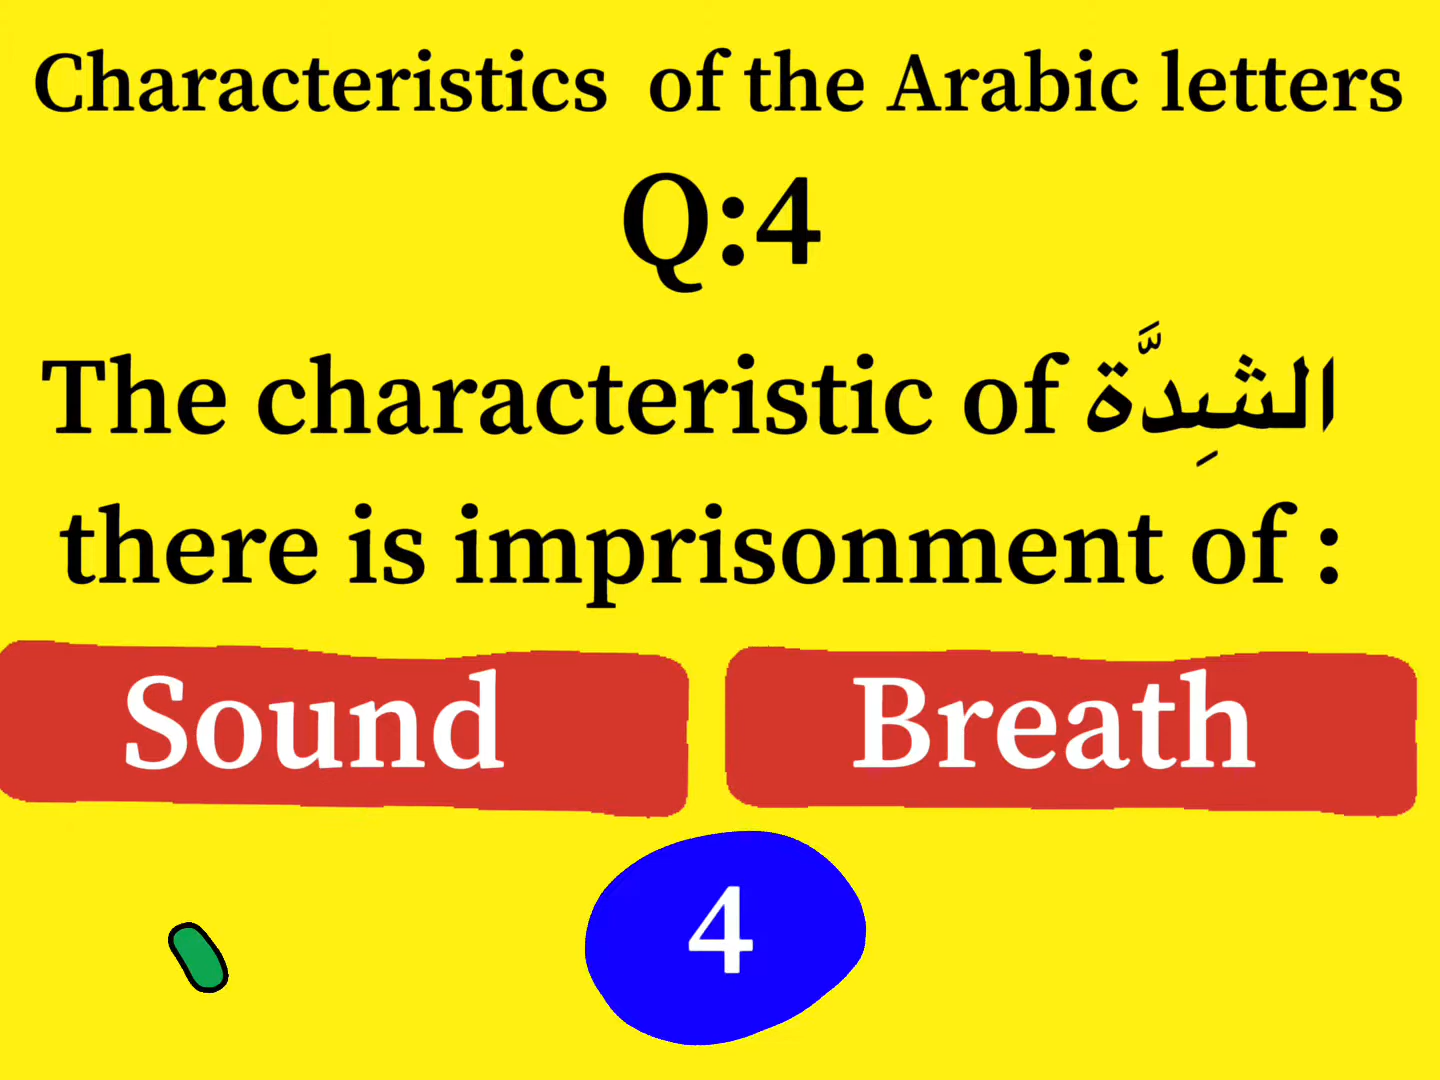 Characteristics  of the Arabic letters
Q:4
The characteristic of الشِدَّة
there is imprisonment of :
Sound
Breath
4